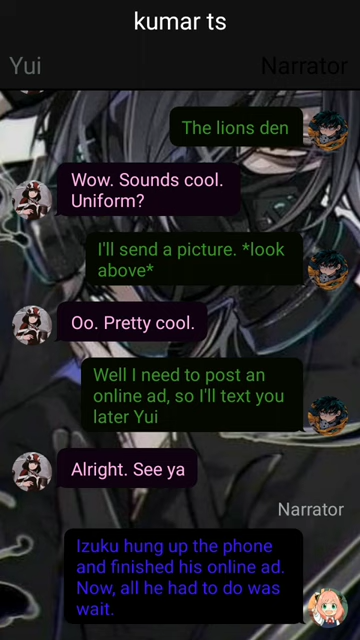 kumar ts
Yui
Narrator
The lions den
Wow. Sounds cool.
Uniform?
I'll send a picture. *look
above*
Oo. Pretty cool.
Well I need to post an
online ad, so I'll text you
later Yui
Alright. See ya
Narrator
Izuku hung up the phone
and finished his online ad.
Now, all he had to do was
wait.